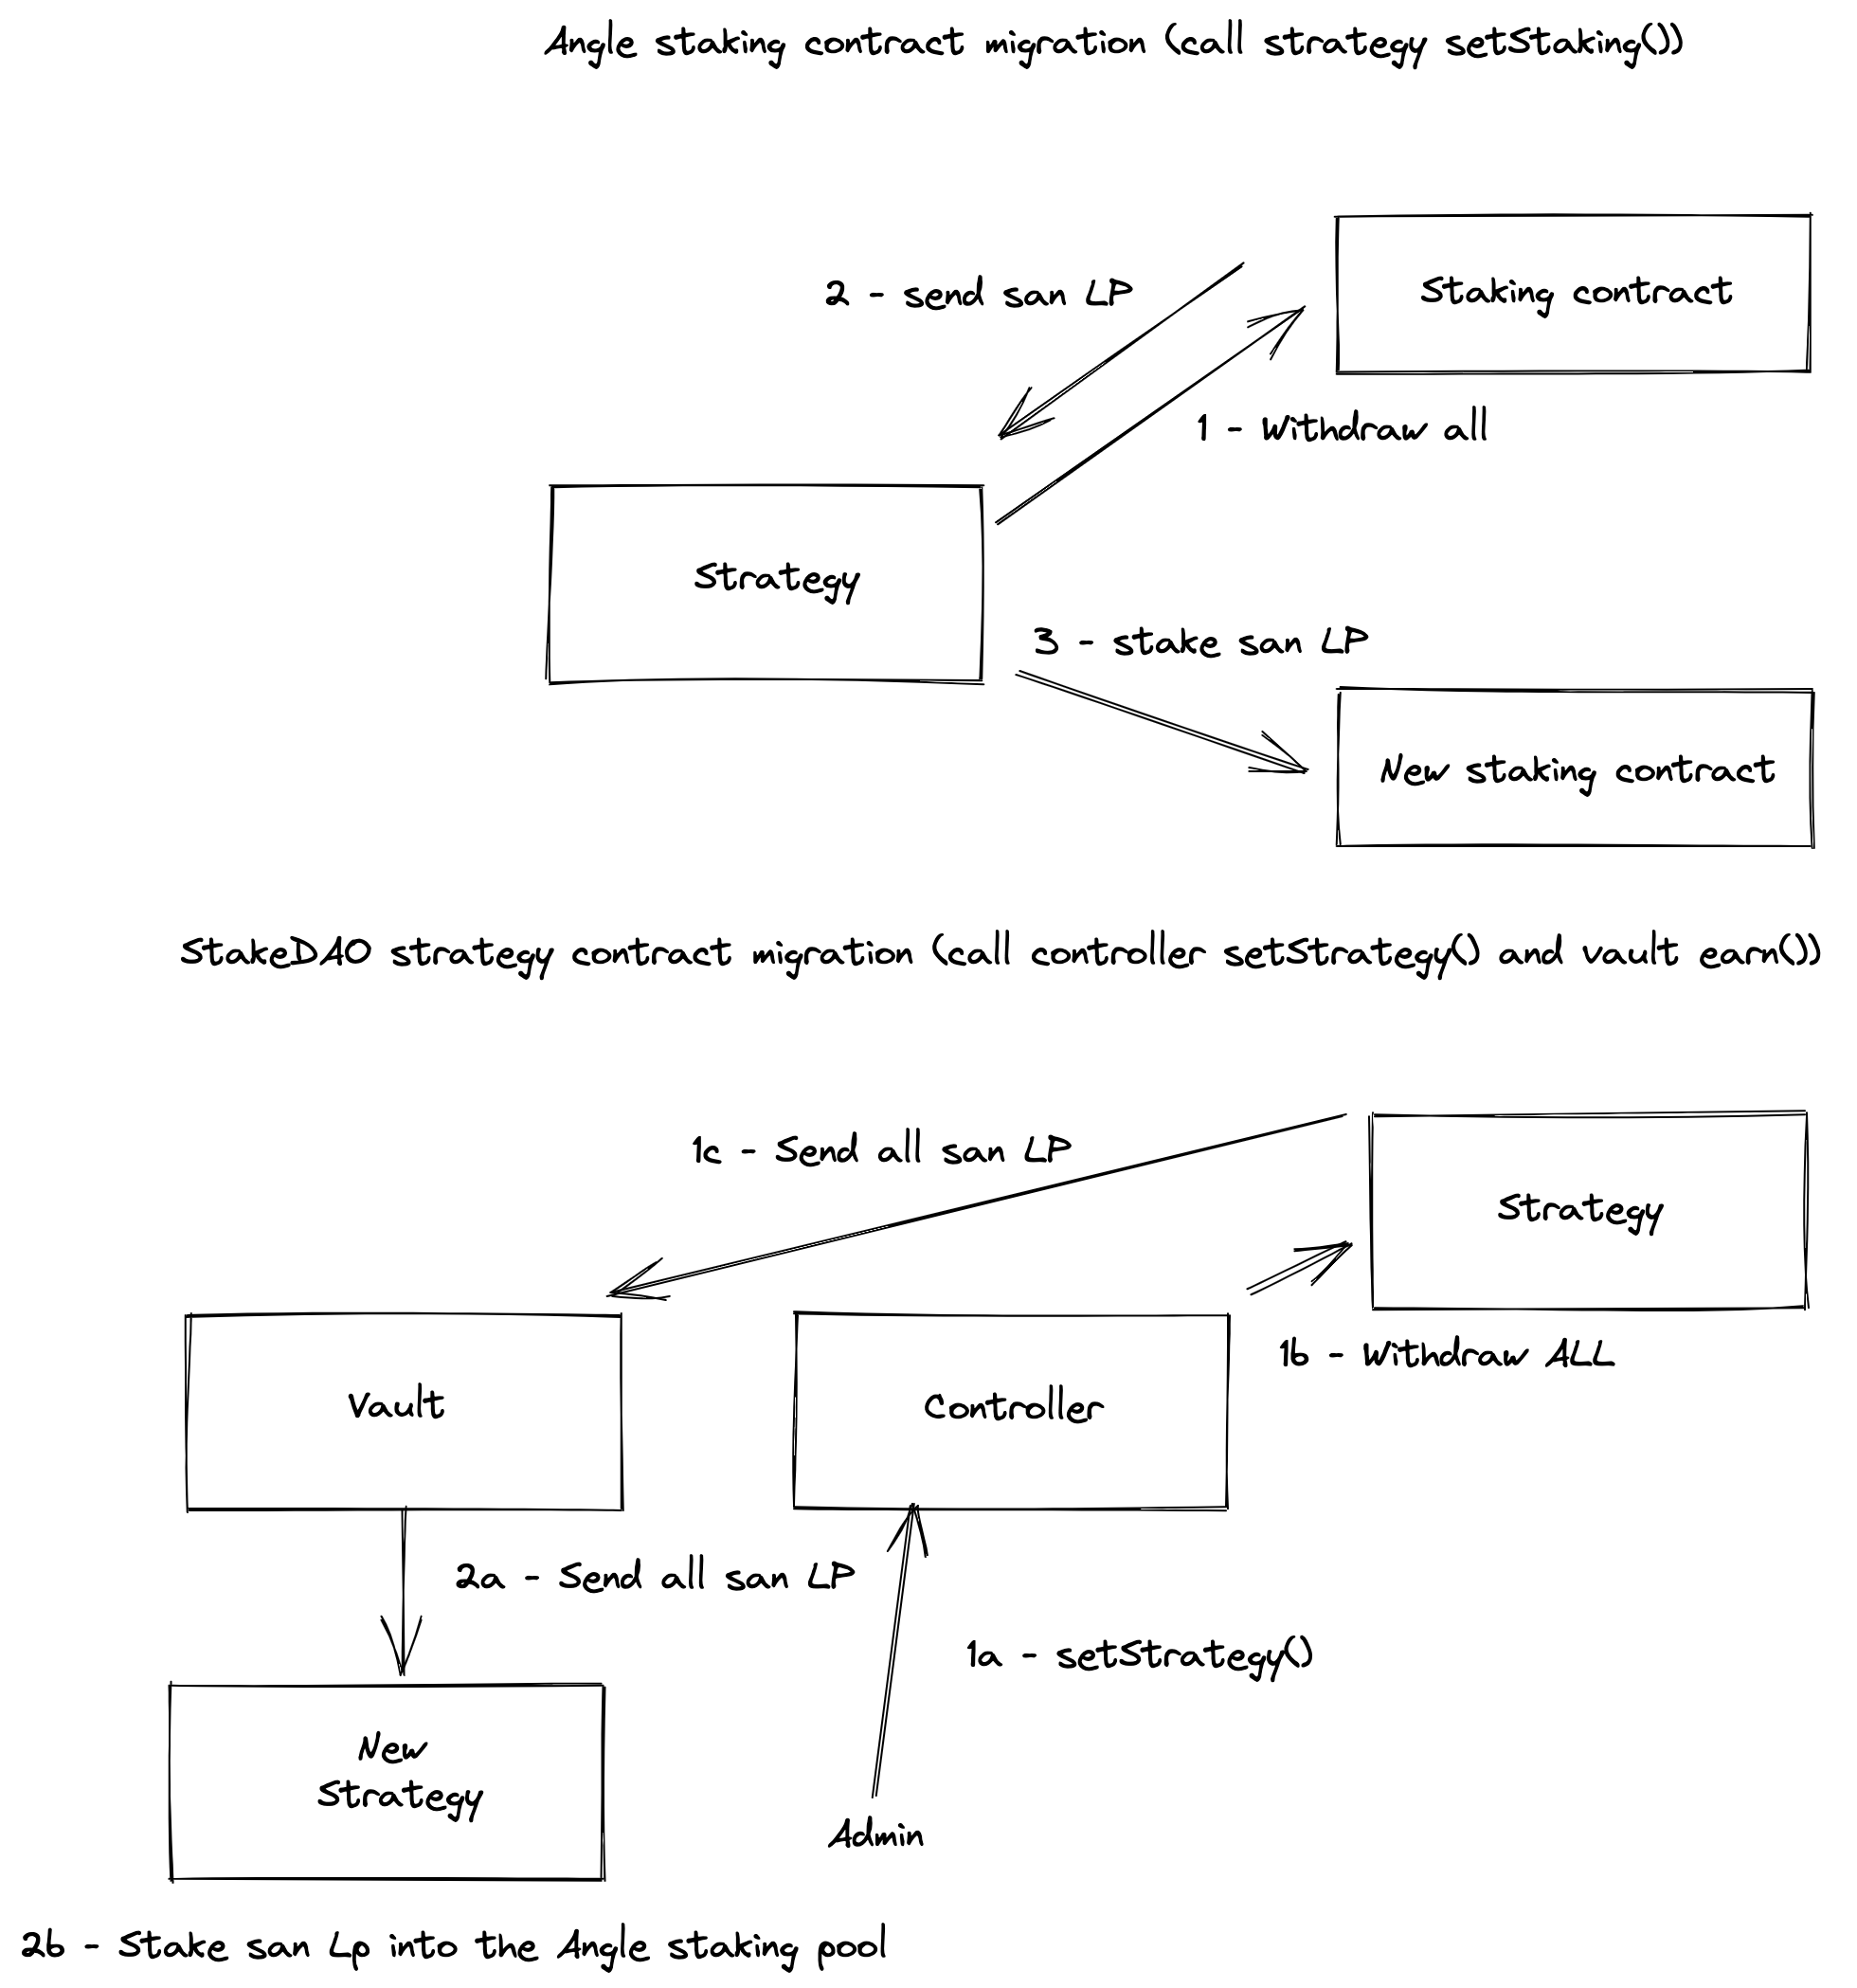 Angle staking contract migration (call strategy setStaking())
2 - send san LP
Staking contract
1 - Withdraw all
Strategy
3 - stake san LP
New staking contract
StakeDAO strategy contract migration (call controller setStrategy() and vault earn())
1c - Send all san LP
Strategy
1b - Withdraw ALL
Vault
Controller
2a - Send all san LP
1a - setStrategy()
New
Strategy
Admin
2b - Stake san Lp into the Angle staking pool